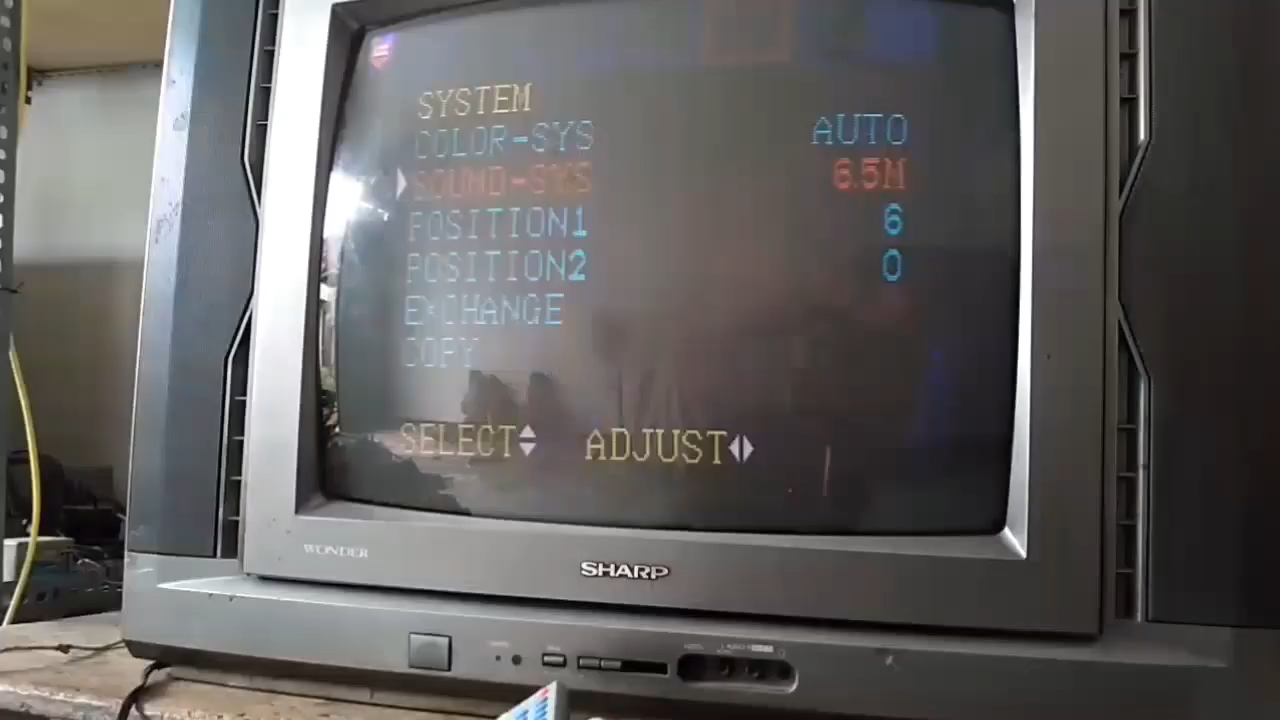 SYSTEM
COLOR-SYS AUTO
SOUND-SYS 6.5M
POSITION1 6
POSITION2 0
EXCHANGE
COPY
SELECT ADJUST
WONDER
SHARP